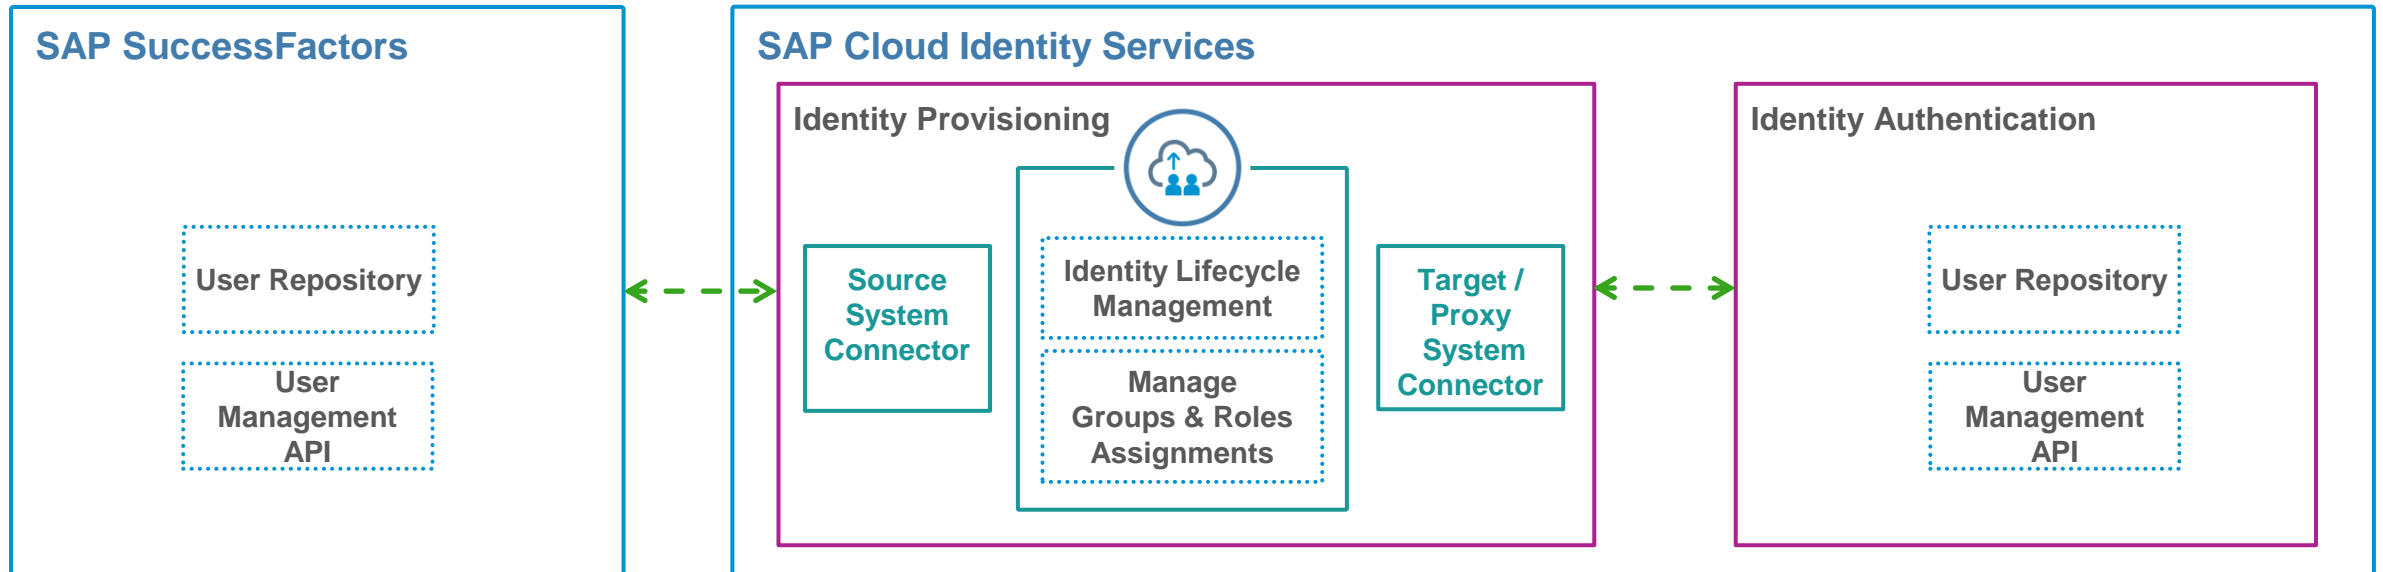 SAP SuccessFactors
User Repository
User
Management
API
SAP Cloud Identity Services
Identity Provisioning
Source
System
Connector
Identity Lifecycle
Management
Manage
Groups & Roles
Assignments
Target /
Proxy
System
Connector
Identity Authentication
User Repository
User
Management
API